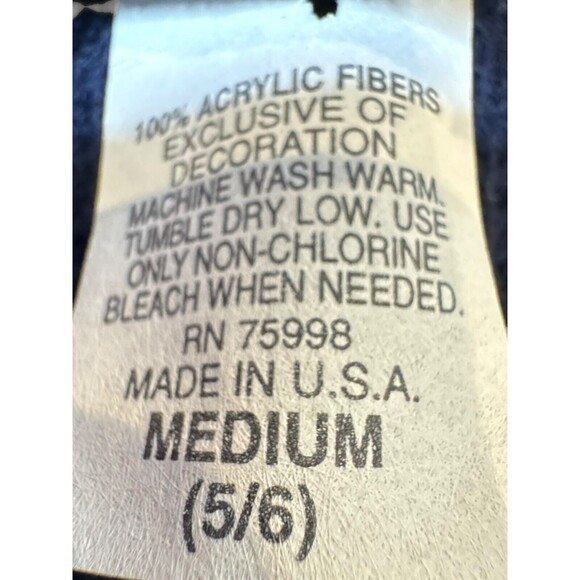 100% ACRYLIC FIBERS
EXCLUSIVE OF
DECORATION
MACHINE WASH WARM.
TUMBLE DRY LOW. USE
ONLY NON-CHLORINE
BLEACH WHEN NEEDED.
RN 75998
MADE IN U.S.A.
MEDIUM
(5/6)